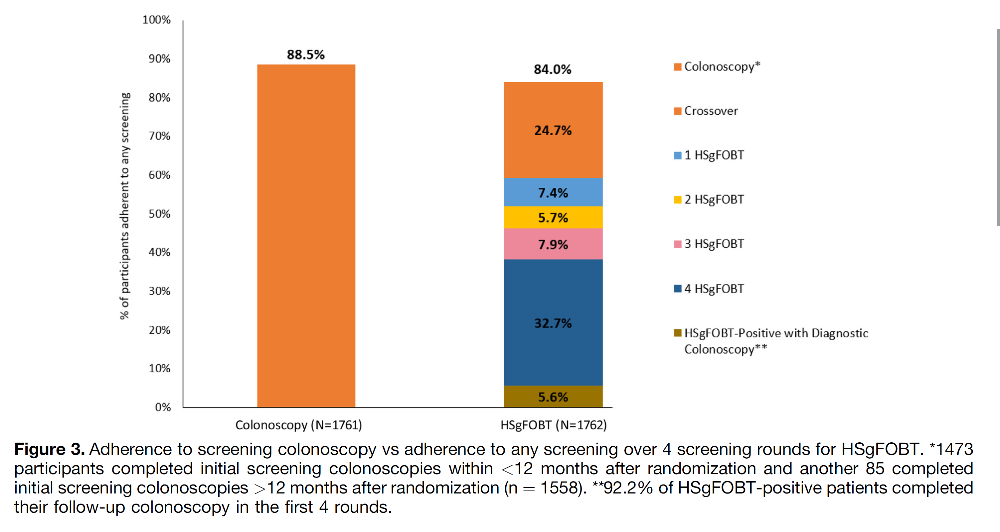 100%
90%
80%
70%
60%
50%
40%
30%
20%
10%
0%
% of participants adherent to any screening
88.5%
84.0%
24.7%
7.4%
5.7%
7.9%
32.7%
5.6%
Colonoscopy (N=1761)
HSgFOBT (N=1762)
Colonoscopy*
Crossover
1 HSgFOBT
2 HSgFOBT
3 HSgFOBT
4 HSgFOBT
HSgFOBT-Positive with Diagnostic
Colonoscopy**
Figure 3. Adherence to screening colonoscopy vs adherence to any screening over 4 screening rounds for HSgFOBT. *1473
participants completed initial screening colonoscopies within <12 months after randomization and another 85 completed
initial screening colonoscopies >12 months after randomization (n = 1558). **92.2% of HSgFOBT-positive patients completed
their follow-up colonoscopy in the first 4 rounds.